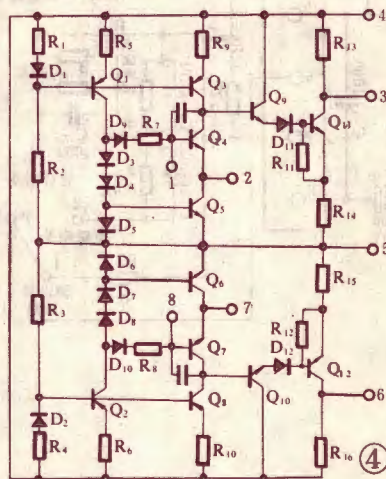 R1
R5
R9
R13
4
D1
Q1
Q3
Q9
3
D9
R7
Q4
D11
Q11
R11
R2
D3
D4
1
2
Q5
R14
D5
5
D6
Q6
R15
R3
D7
8
7
D8
R12
D10
R8
Q7
D12
Q12
D2
Q2
Q8
Q10
6
R4
R6
R10
R16
④